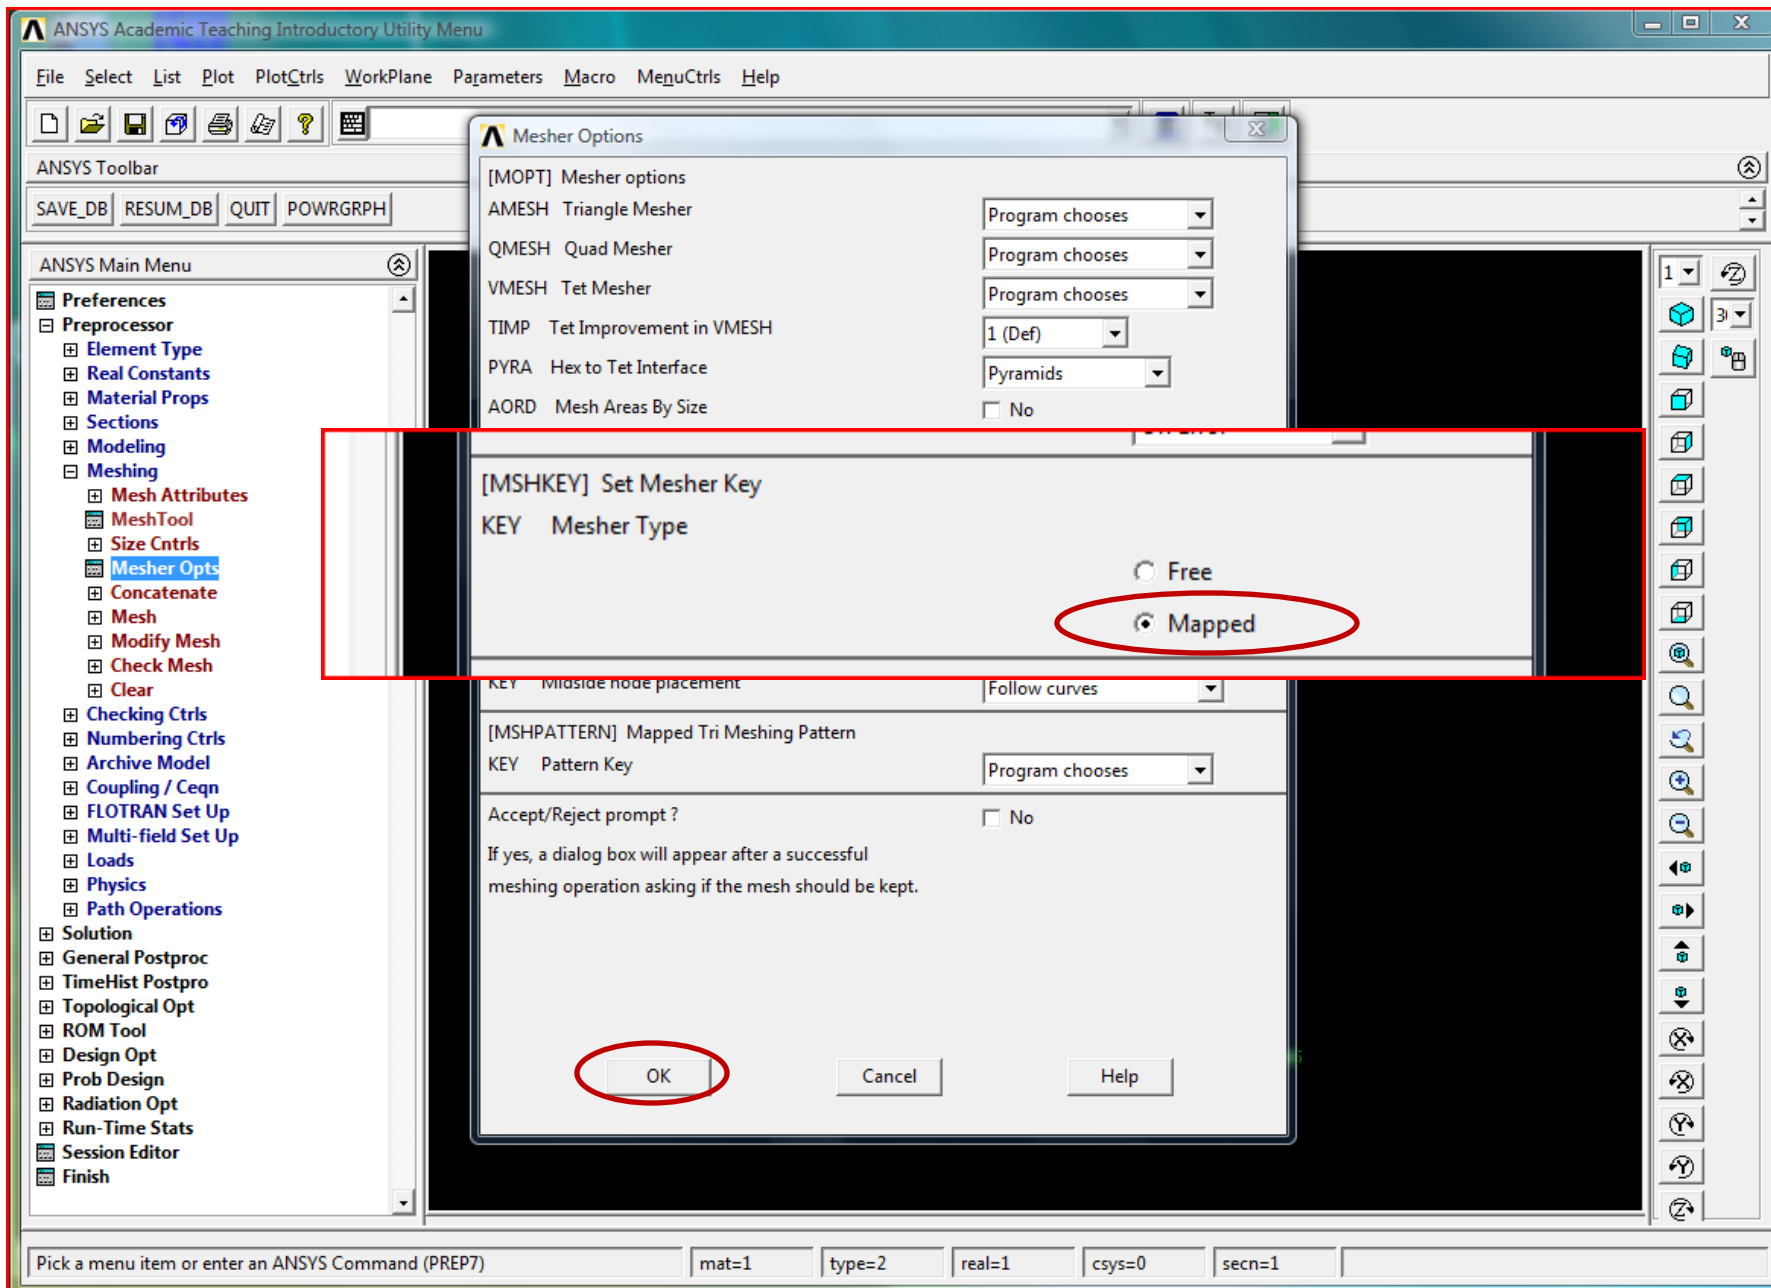 ANSYS Academic Teaching Introductory Utility Menu
File Select List Plot PlotCtrls WorkPlane Parameters Macro MenuCtrls Help
Mesher Options
ANSYS Toolbar
SAVE_DB RESUM_DB QUIT POWRGRPH
ANSYS Main Menu
Preferences
Preprocessor
Element Type
Real Constants
Material Props
Sections
Modeling
Meshing
Mesh Attributes
MeshTool
Size Cntrls
Mesher Opts
Concatenate
Mesh
Modify Mesh
Check Mesh
Clear
Checking Ctrls
Numbering Ctrls
Archive Model
Coupling / Ceqn
FLOTRAN Set Up
Multi-field Set Up
Loads
Physics
Path Operations
Solution
General Postproc
TimeHist Postpro
Topological Opt
ROM Tool
Design Opt
Prob Design
Radiation Opt
Run-Time Stats
Session Editor
Finish
[MOPT] Mesher options
AMESH Triangle Mesher Program chooses
QMESH Quad Mesher Program chooses
VMESH Tet Mesher Program chooses
TIMP Tet Improvement in VMESH 1 (Def)
PYRA Hex to Tet Interface Pyramids
AORD Mesh Areas By Size No
[MSHKEY] Set Mesher Key
KEY Mesher Type
Free
Mapped
KEY Midside node placement Follow curves
[MSHPATTERN] Mapped Tri Meshing Pattern
KEY Pattern Key Program chooses
Accept/Reject prompt ? No
If yes, a dialog box will appear after a successful
meshing operation asking if the mesh should be kept.
OK Cancel Help
1
Pick a menu item or enter an ANSYS Command (PREP7) mat=1 type=2 real=1 csys=0 secn=1